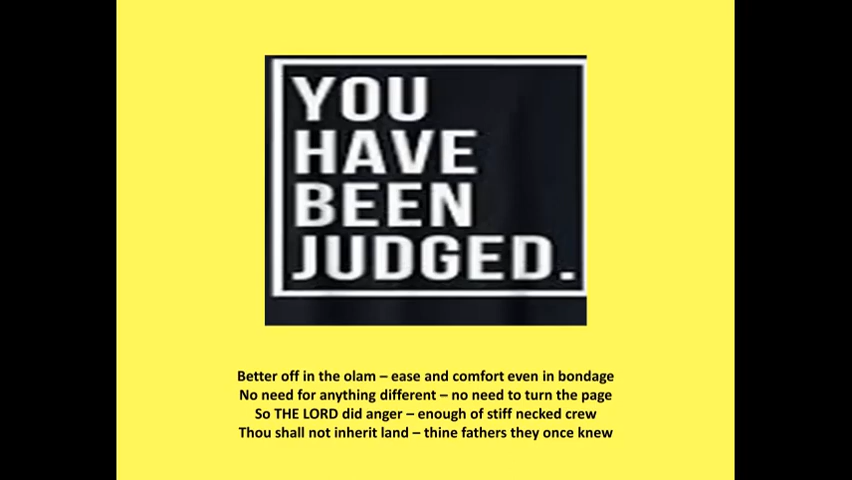 YOU
HAVE
BEEN
JUDGED.
Better off in the olam – ease and comfort even in bondage
No need for anything different – no need to turn the page
So THE LORD did anger – enough of stiff necked crew
Thou shall not inherit land – thine fathers they once knew